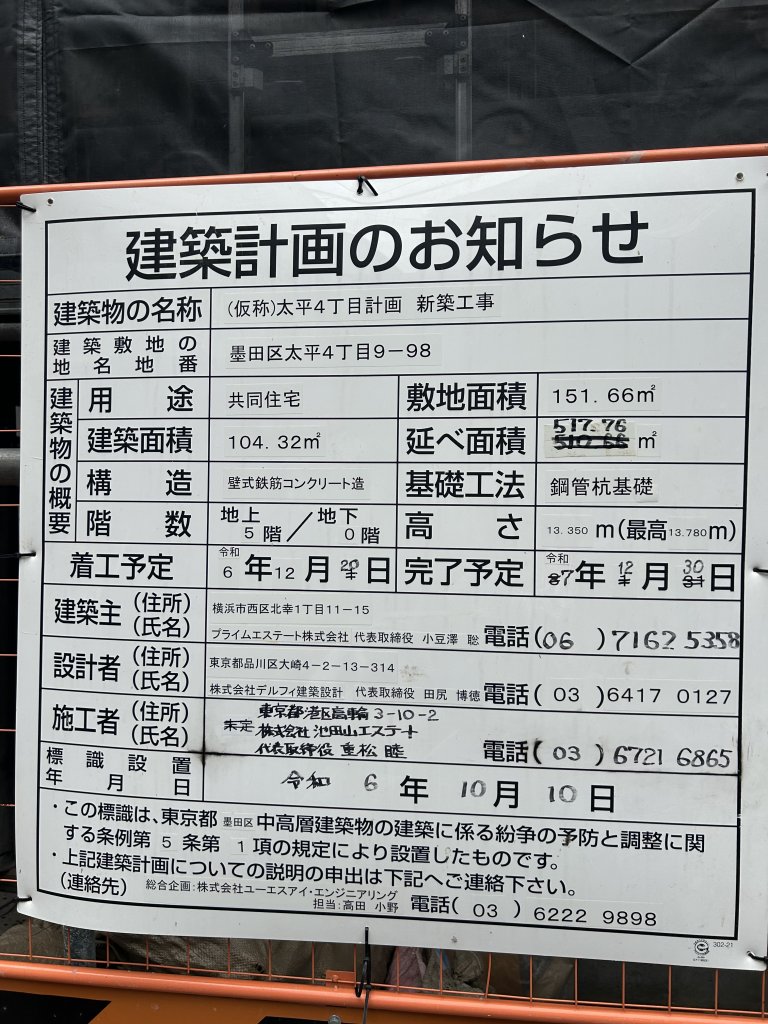 建築計画のお知らせ
建築物の名称 (仮称)太平4丁目計画 新築工事
建築敷地の地名地番 墨田区太平4丁目9-98
建築物の概要
用途 共同住宅 敷地面積 151.66㎡
建築面積 104.32㎡ 延べ面積 517.76 ㎡
構造 壁式鉄筋コンクリート造 基礎工法 鋼管杭基礎
階数 地上5階/地下0階 高さ 13.350m(最高13.780m)
着工予定 令和6年12月 日 完了予定 令和7年12月30日
建築主(住所)(氏名) 横浜市西区北幸1丁目11-15
プライムエステート株式会社 代表取締役 小豆澤 聡 電話(06)7162 5358
設計者(住所)(氏名) 東京都品川区大崎4-2-13-314
株式会社デルフィ建築設計 代表取締役 田尻 博徳 電話(03)6417 0127
施工者(住所)(氏名) 東京都港区高輪3-10-2
未定 株式会社 池田山エステート
代表取締役 重松 睦 電話(03)6721 6865
標識設置年月日 令和6年10月10日
・この標識は、東京都 墨田区 中高層建築物の建築に係る紛争の予防と調整に関
する条例第5条第1項の規定により設置したものです。
・上記建築計画についての説明の申出は下記へご連絡下さい。
(連絡先) 総合企画:株式会社ユーエスアイ・エンジニアリング
担当:高田 小野 電話(03)6222 9898
302-21